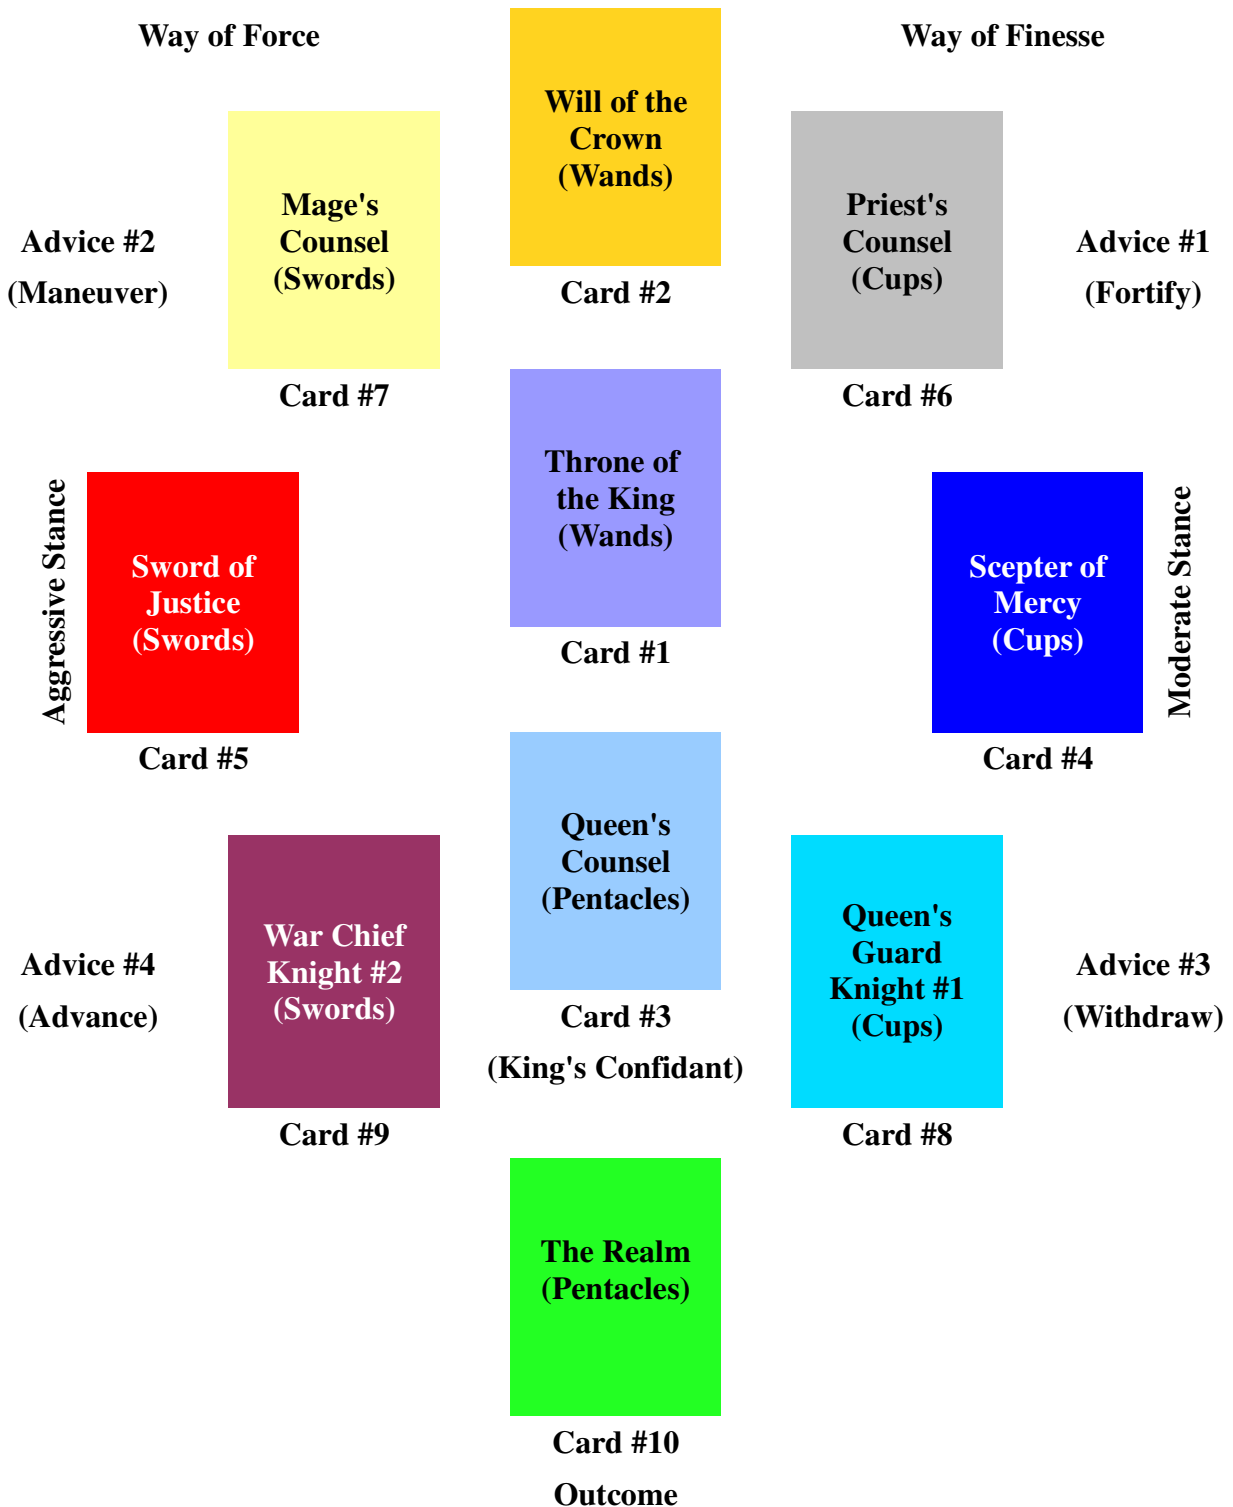 Way of Force
Way of Finesse
Will of the
Crown
(Wands)
Card #2
Mage's
Counsel
(Swords)
Card #7
Advice #2
(Maneuver)
Priest's
Counsel
(Cups)
Card #6
Advice #1
(Fortify)
Throne of
the King
(Wands)
Card #1
Aggressive Stance
Sword of
Justice
(Swords)
Card #5
Scepter of
Mercy
(Cups)
Card #4
Moderate Stance
Queen's
Counsel
(Pentacles)
Card #3
(King's Confidant)
Advice #4
(Advance)
War Chief
Knight #2
(Swords)
Card #9
Queen's
Guard
Knight #1
(Cups)
Card #8
Advice #3
(Withdraw)
The Realm
(Pentacles)
Card #10
Outcome